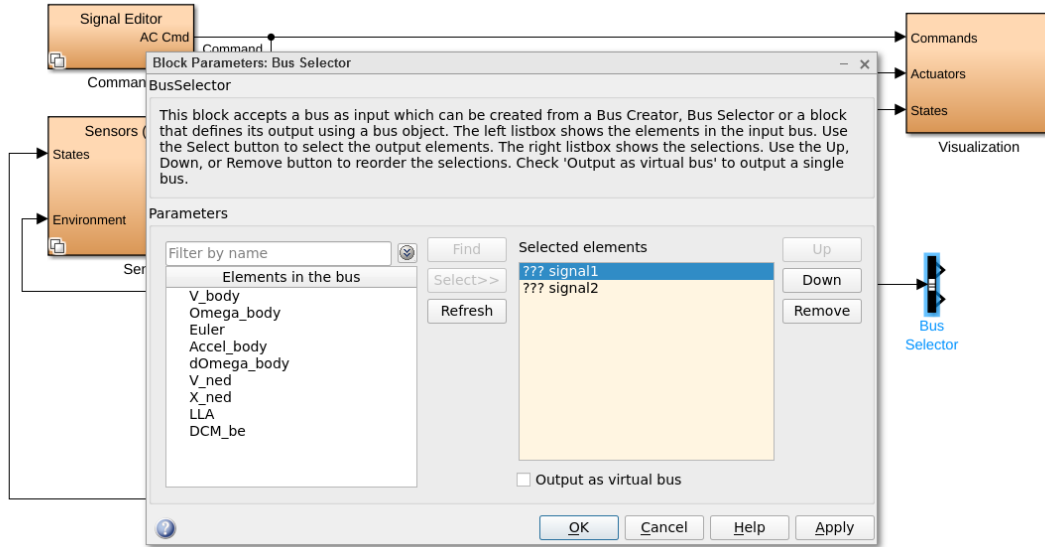 Signal Editor
AC Cmd
Command
Comman
Commands
Actuators
States
Visualization
Sensors (
States
Environment
Sen
Block Parameters: Bus Selector
BusSelector
This block accepts a bus as input which can be created from a Bus Creator, Bus Selector or a block
that defines its output using a bus object. The left listbox shows the elements in the input bus. Use
the Select button to select the output elements. The right listbox shows the selections. Use the Up,
Down, or Remove button to reorder the selections. Check 'Output as virtual bus' to output a single
bus.
Parameters
Filter by name
Find
Elements in the bus
Select>>
Refresh
V_body
Omega_body
Euler
Accel_body
dOmega_body
V_ned
X_ned
LLA
DCM_be
Selected elements
??? signal1
??? signal2
Up
Down
Remove
Output as virtual bus
OK
Cancel
Help
Apply
Bus
Selector